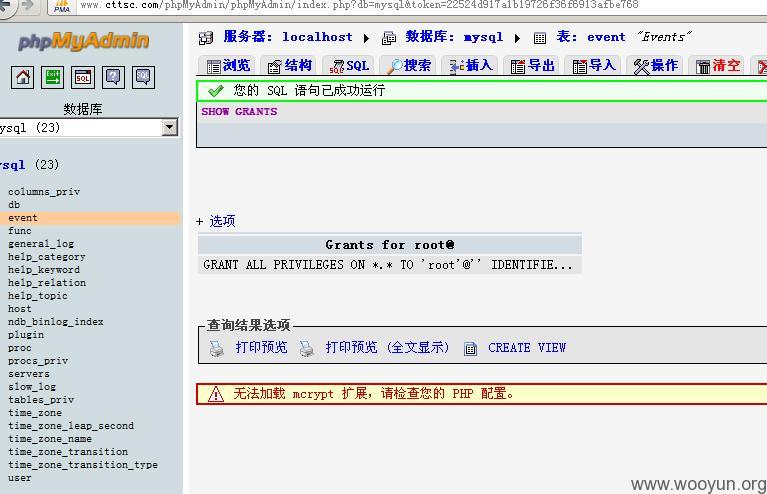 www.cttsc.com/phpMyAdmin/phpMyAdmin/index.php?db=mysql&token=22524d917a1b19726f36f6913afbe768
PMA
phpMyAdmin
SQL
数据库
ysql (23)
ysql (23)
columns_priv
db
event
func
general_log
help_category
help_keyword
help_relation
help_topic
host
ndb_binlog_index
plugin
proc
procs_priv
servers
slow_log
tables_priv
time_zone
time_zone_leap_second
time_zone_name
time_zone_transition
time_zone_transition_type
user
服务器: localhost 数据库: mysql 表: event "Events"
浏览 结构 SQL 搜索 插入 导出 导入 操作 清空
您的 SQL 语句已成功运行
SHOW GRANTS
+ 选项
Grants for root@
GRANT ALL PRIVILEGES ON *.* TO 'root'@'' IDENTIFIE...
查询结果选项
打印预览 打印预览 (全文显示) CREATE VIEW
无法加载 mcrypt 扩展，请检查您的 PHP 配置。
www.wooyun.org